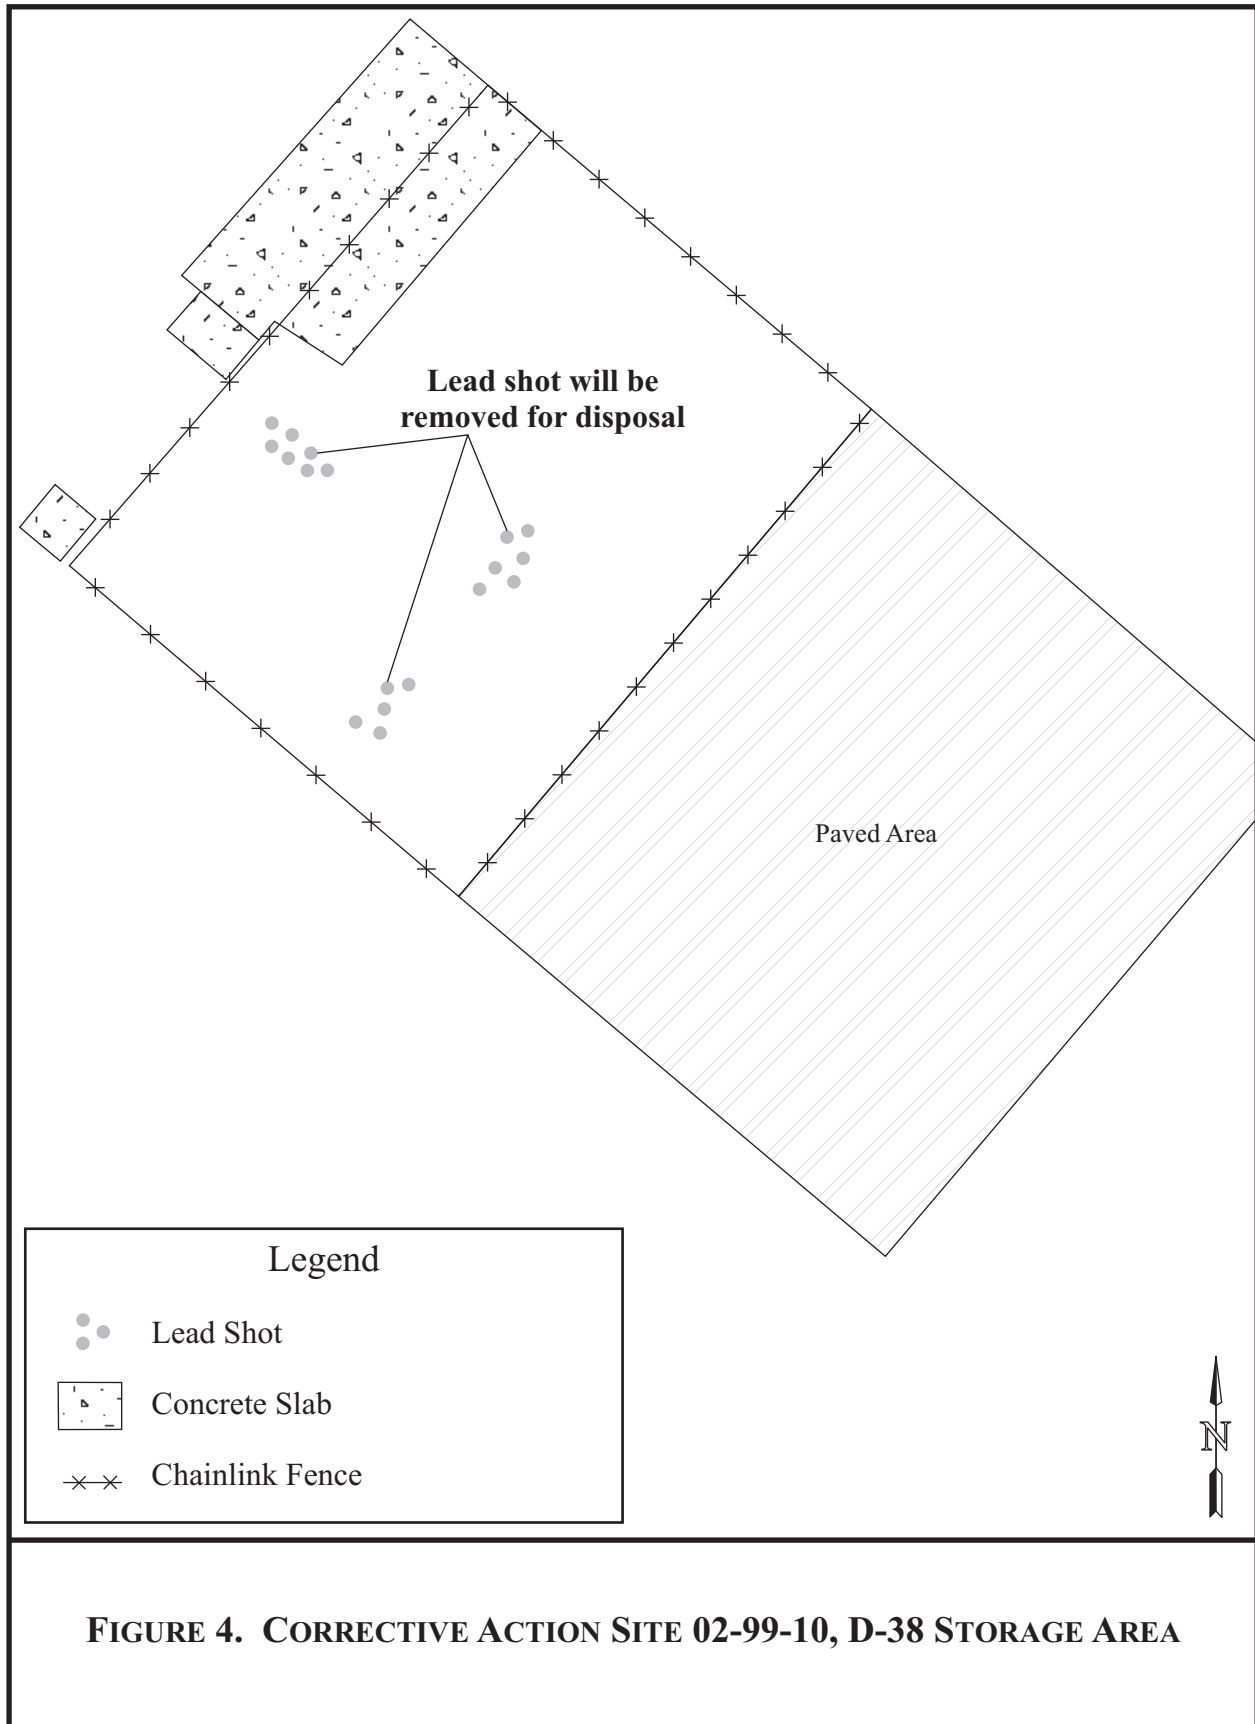 Lead shot will be
removed for disposal
Paved Area
Legend
Lead Shot
Concrete Slab
Chainlink Fence
N
FIGURE 4. CORRECTIVE ACTION SITE 02-99-10, D-38 STORAGE AREA